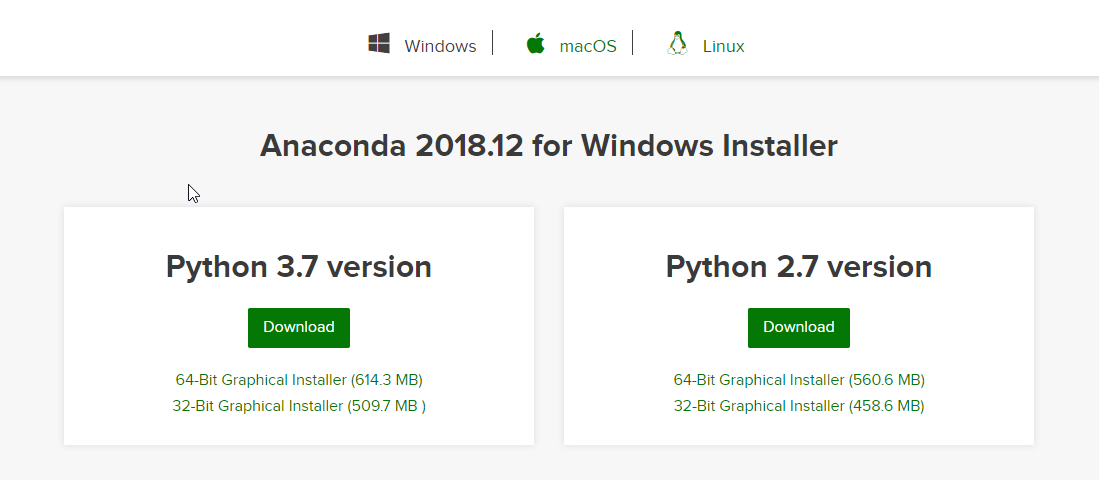 Windows macOS Linux
Anaconda 2018.12 for Windows Installer
Python 3.7 version
Download
64-Bit Graphical Installer (614.3 MB)
32-Bit Graphical Installer (509.7 MB )
Python 2.7 version
Download
64-Bit Graphical Installer (560.6 MB)
32-Bit Graphical Installer (458.6 MB)